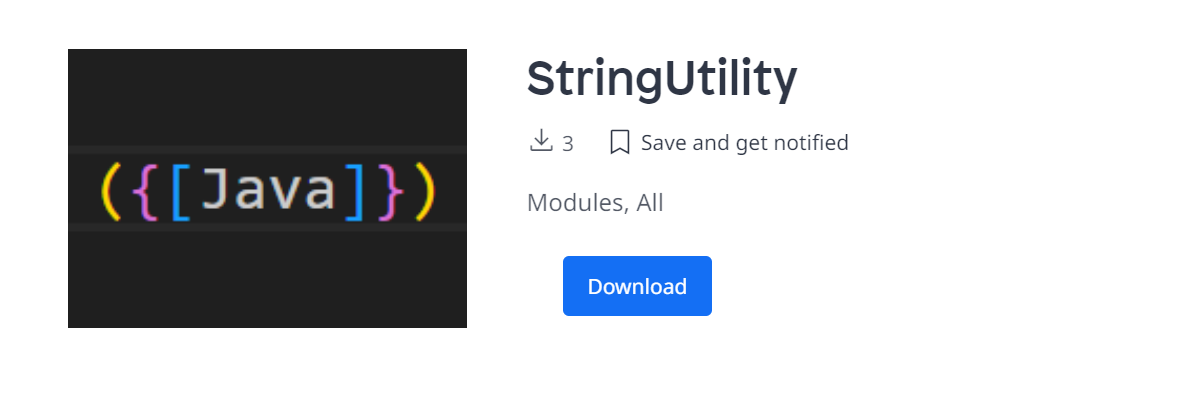 ({[Java]})
StringUtility
3 Save and get notified
Modules, All
Download